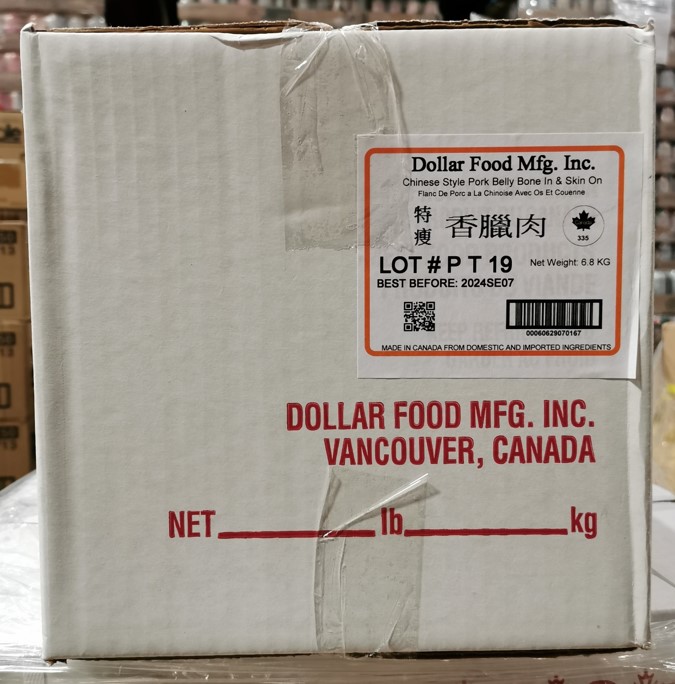 Dollar Food Mfg. Inc.
Chinese Style Pork Belly Bone In & Skin On
Flanc De Porc a La Chinoise Avec Os Et Couenne
特瘦 香臘肉
335
LOT # P T 19 Net Weight: 6.8 KG
BEST BEFORE: 2024SE07
00060629070167
MADE IN CANADA FROM DOMESTIC AND IMPORTED INGREDIENTS
DOLLAR FOOD MFG. INC.
VANCOUVER, CANADA
NET lb kg